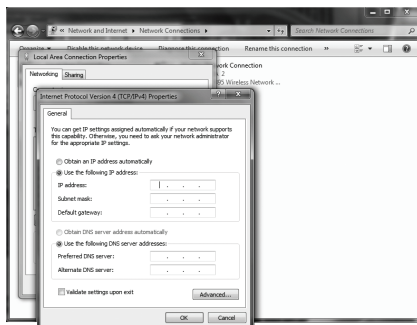 « Network and Internet ▸ Network Connections ▸
Search Network Connections
Organize ▾ Disable this network device Diagnose this connection Rename this connection »
Local Area Connection Properties
Networking Sharing
Internet Protocol Version 4 (TCP/IPv4) Properties
General
You can get IP settings assigned automatically if your network supports
this capability. Otherwise, you need to ask your network administrator
for the appropriate IP settings.
Obtain an IP address automatically
Use the following IP address:
IP address:
Subnet mask:
Default gateway:
Obtain DNS server address automatically
Use the following DNS server addresses:
Preferred DNS server:
Alternate DNS server:
Validate settings upon exit
Advanced...
OK Cancel
work Connection
2
95 Wireless Network ...